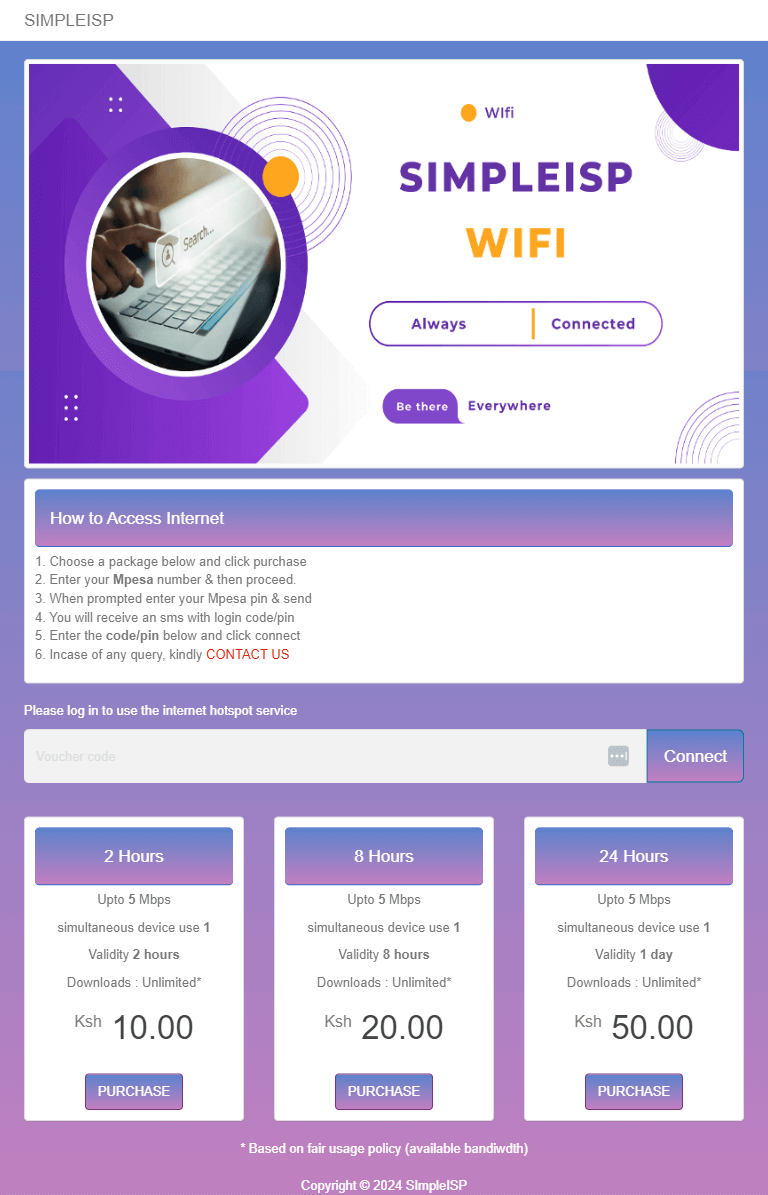 SIMPLEISP
WIfi
SIMPLEISP
WIFI
Search...
Always Connected
Be there Everywhere
How to Access Internet
1. Choose a package below and click purchase
2. Enter your Mpesa number & then proceed.
3. When prompted enter your Mpesa pin & send
4. You will receive an sms with login code/pin
5. Enter the code/pin below and click connect
6. Incase of any query, kindly CONTACT US
Please log in to use the internet hotspot service
Voucher code
Connect
2 Hours
Upto 5 Mbps
simultaneous device use 1
Validity 2 hours
Downloads : Unlimited*
Ksh 10.00
PURCHASE
8 Hours
Upto 5 Mbps
simultaneous device use 1
Validity 8 hours
Downloads : Unlimited*
Ksh 20.00
PURCHASE
24 Hours
Upto 5 Mbps
simultaneous device use 1
Validity 1 day
Downloads : Unlimited*
Ksh 50.00
PURCHASE
* Based on fair usage policy (available bandiwdth)
Copyright © 2024 SImpleISP